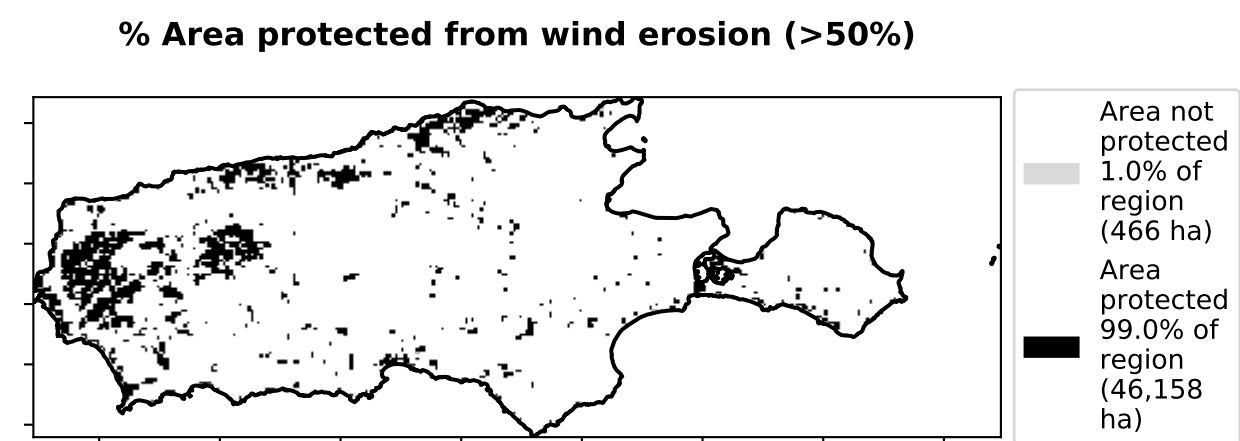 % Area protected from wind erosion (>50%)
Area not
protected
1.0% of
region
(466 ha)
Area
protected
99.0% of
region
(46,158
ha)